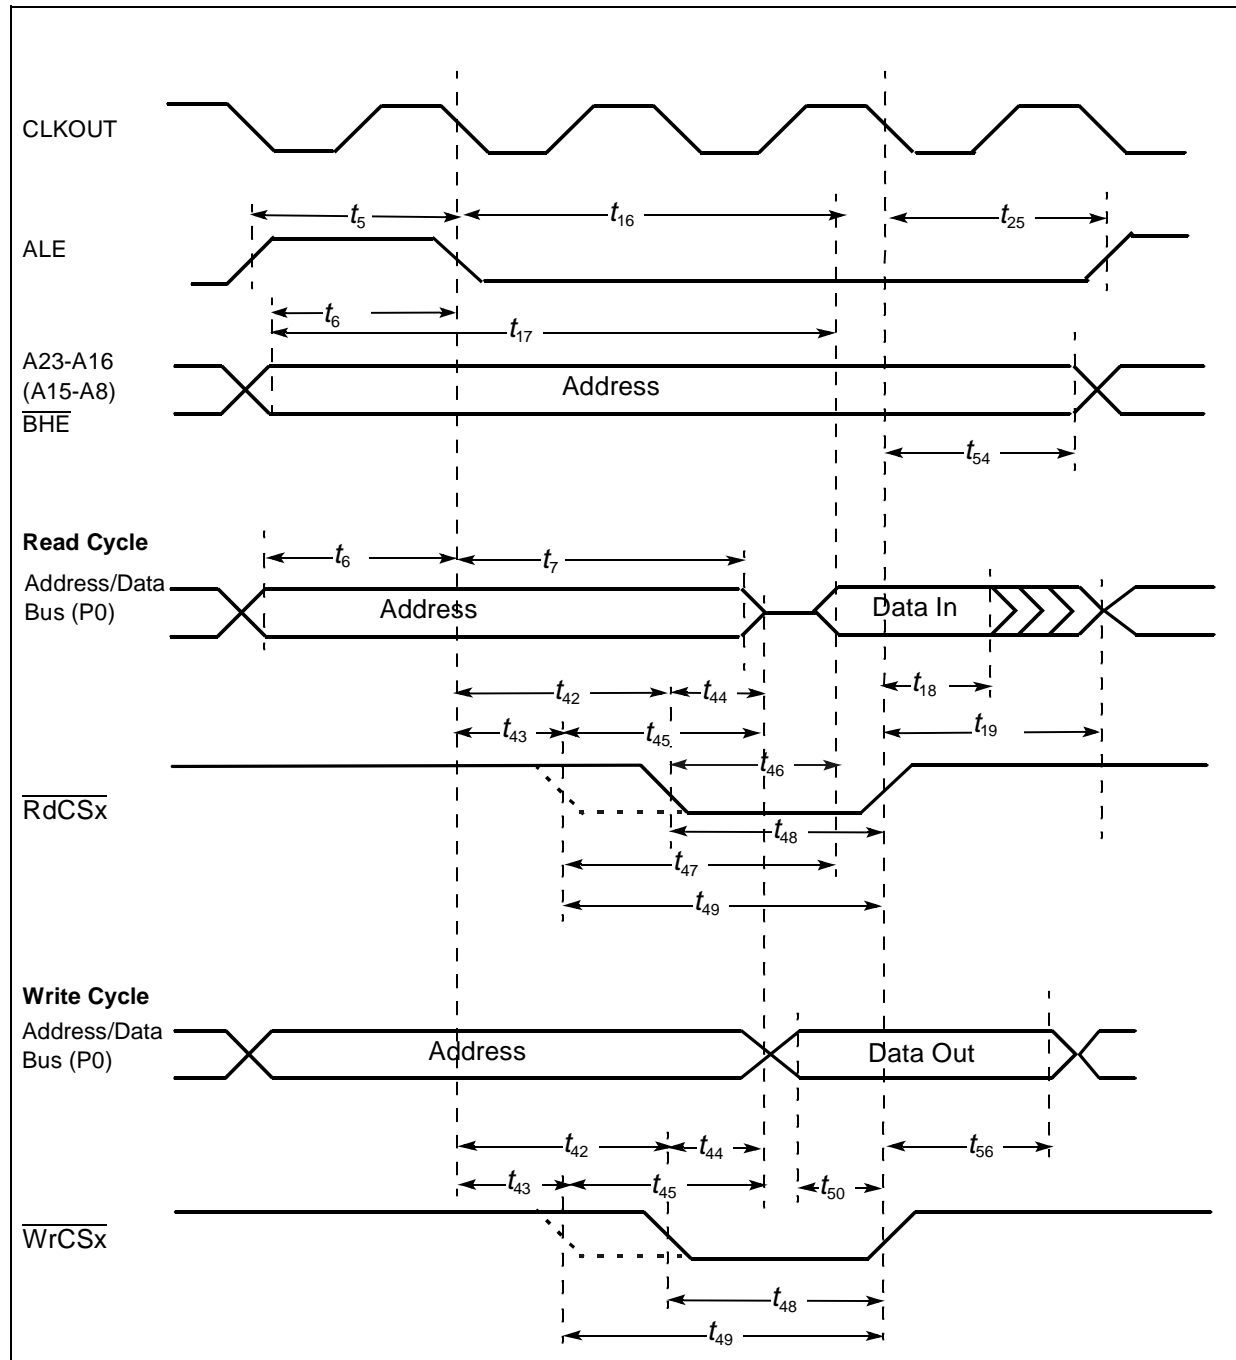 CLKOUT
t5 t16 t25
ALE
t6
t17
A23-A16
(A15-A8)
BHE
Address
t54
Read Cycle
t6 t7
Address/Data
Bus (P0)
Address Data In
t42 t44 t18
t43 t45 t19
t46
RdCSx
t48
t47
t49
Write Cycle
Address/Data
Bus (P0)
Address Data Out
t42 t44 t56
t43 t45 t50
WrCSx
t48
t49